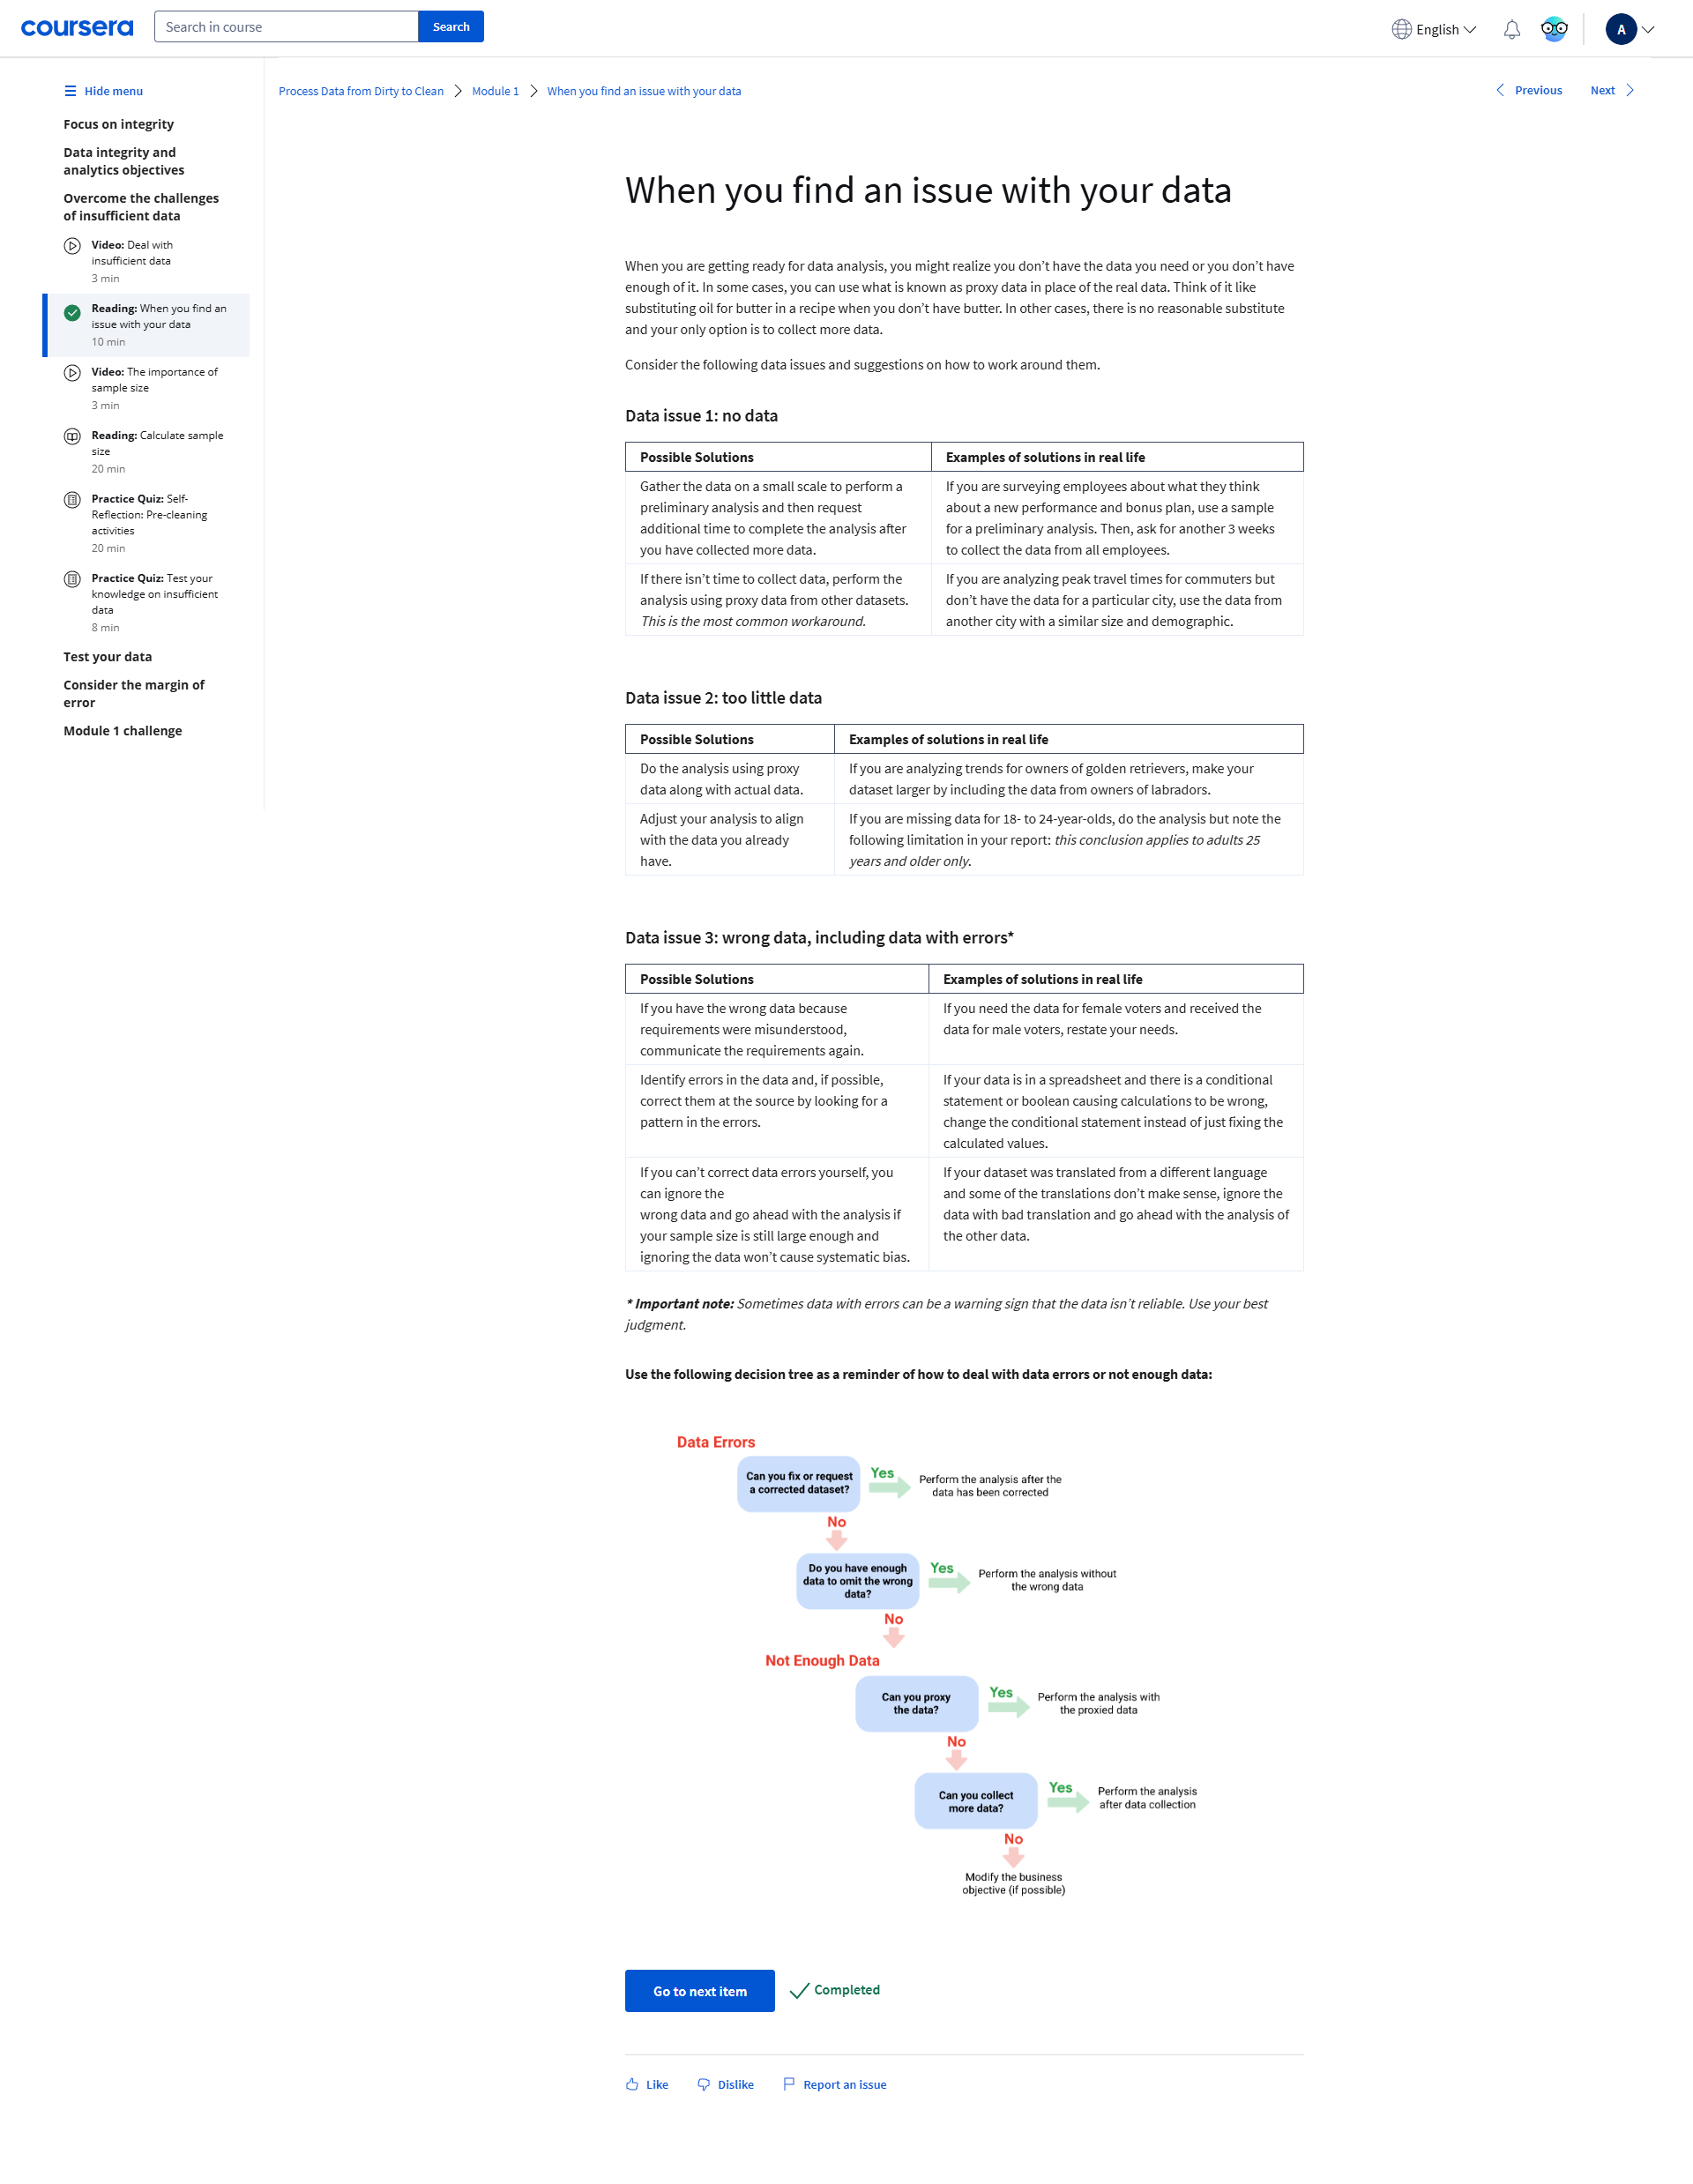 coursera
Search in course
Search
English
A
Hide menu
Focus on integrity
Data integrity and
analytics objectives
Overcome the challenges
of insufficient data
Video: Deal with
insufficient data
3 min
Reading: When you find an
issue with your data
10 min
Video: The importance of
sample size
3 min
Reading: Calculate sample
size
20 min
Practice Quiz: Self-
Reflection: Pre-cleaning
activities
20 min
Practice Quiz: Test your
knowledge on insufficient
data
8 min
Test your data
Consider the margin of
error
Module 1 challenge
Process Data from Dirty to Clean
Module 1
When you find an issue with your data
Previous
Next
When you find an issue with your data
When you are getting ready for data analysis, you might realize you don’t have the data you need or you don’t have
enough of it. In some cases, you can use what is known as proxy data in place of the real data. Think of it like
substituting oil for butter in a recipe when you don’t have butter. In other cases, there is no reasonable substitute
and your only option is to collect more data.
Consider the following data issues and suggestions on how to work around them.
Data issue 1: no data
Possible Solutions
Examples of solutions in real life
Gather the data on a small scale to perform a
preliminary analysis and then request
additional time to complete the analysis after
you have collected more data.
If you are surveying employees about what they think
about a new performance and bonus plan, use a sample
for a preliminary analysis. Then, ask for another 3 weeks
to collect the data from all employees.
If there isn’t time to collect data, perform the
analysis using proxy data from other datasets.
This is the most common workaround.
If you are analyzing peak travel times for commuters but
don’t have the data for a particular city, use the data from
another city with a similar size and demographic.
Data issue 2: too little data
Possible Solutions
Examples of solutions in real life
Do the analysis using proxy
data along with actual data.
If you are analyzing trends for owners of golden retrievers, make your
dataset larger by including the data from owners of labradors.
Adjust your analysis to align
with the data you already
have.
If you are missing data for 18- to 24-year-olds, do the analysis but note the
following limitation in your report: this conclusion applies to adults 25
years and older only.
Data issue 3: wrong data, including data with errors*
Possible Solutions
Examples of solutions in real life
If you have the wrong data because
requirements were misunderstood,
communicate the requirements again.
If you need the data for female voters and received the
data for male voters, restate your needs.
Identify errors in the data and, if possible,
correct them at the source by looking for a
pattern in the errors.
If your data is in a spreadsheet and there is a conditional
statement or boolean causing calculations to be wrong,
change the conditional statement instead of just fixing the
calculated values.
If you can’t correct data errors yourself, you
can ignore the
wrong data and go ahead with the analysis if
your sample size is still large enough and
ignoring the data won’t cause systematic bias.
If your dataset was translated from a different language
and some of the translations don’t make sense, ignore the
data with bad translation and go ahead with the analysis of
the other data.
* Important note: Sometimes data with errors can be a warning sign that the data isn’t reliable. Use your best
judgment.
Use the following decision tree as a reminder of how to deal with data errors or not enough data:
Data Errors
Can you fix or request
a corrected dataset?
Yes
Perform the analysis after the
data has been corrected
No
Do you have enough
data to omit the wrong
data?
Yes
Perform the analysis without
the wrong data
No
Not Enough Data
Can you proxy
the data?
Yes
Perform the analysis with
the proxied data
No
Can you collect
more data?
Yes
Perform the analysis
after data collection
No
Modify the business
objective (if possible)
Go to next item
Completed
Like
Dislike
Report an issue